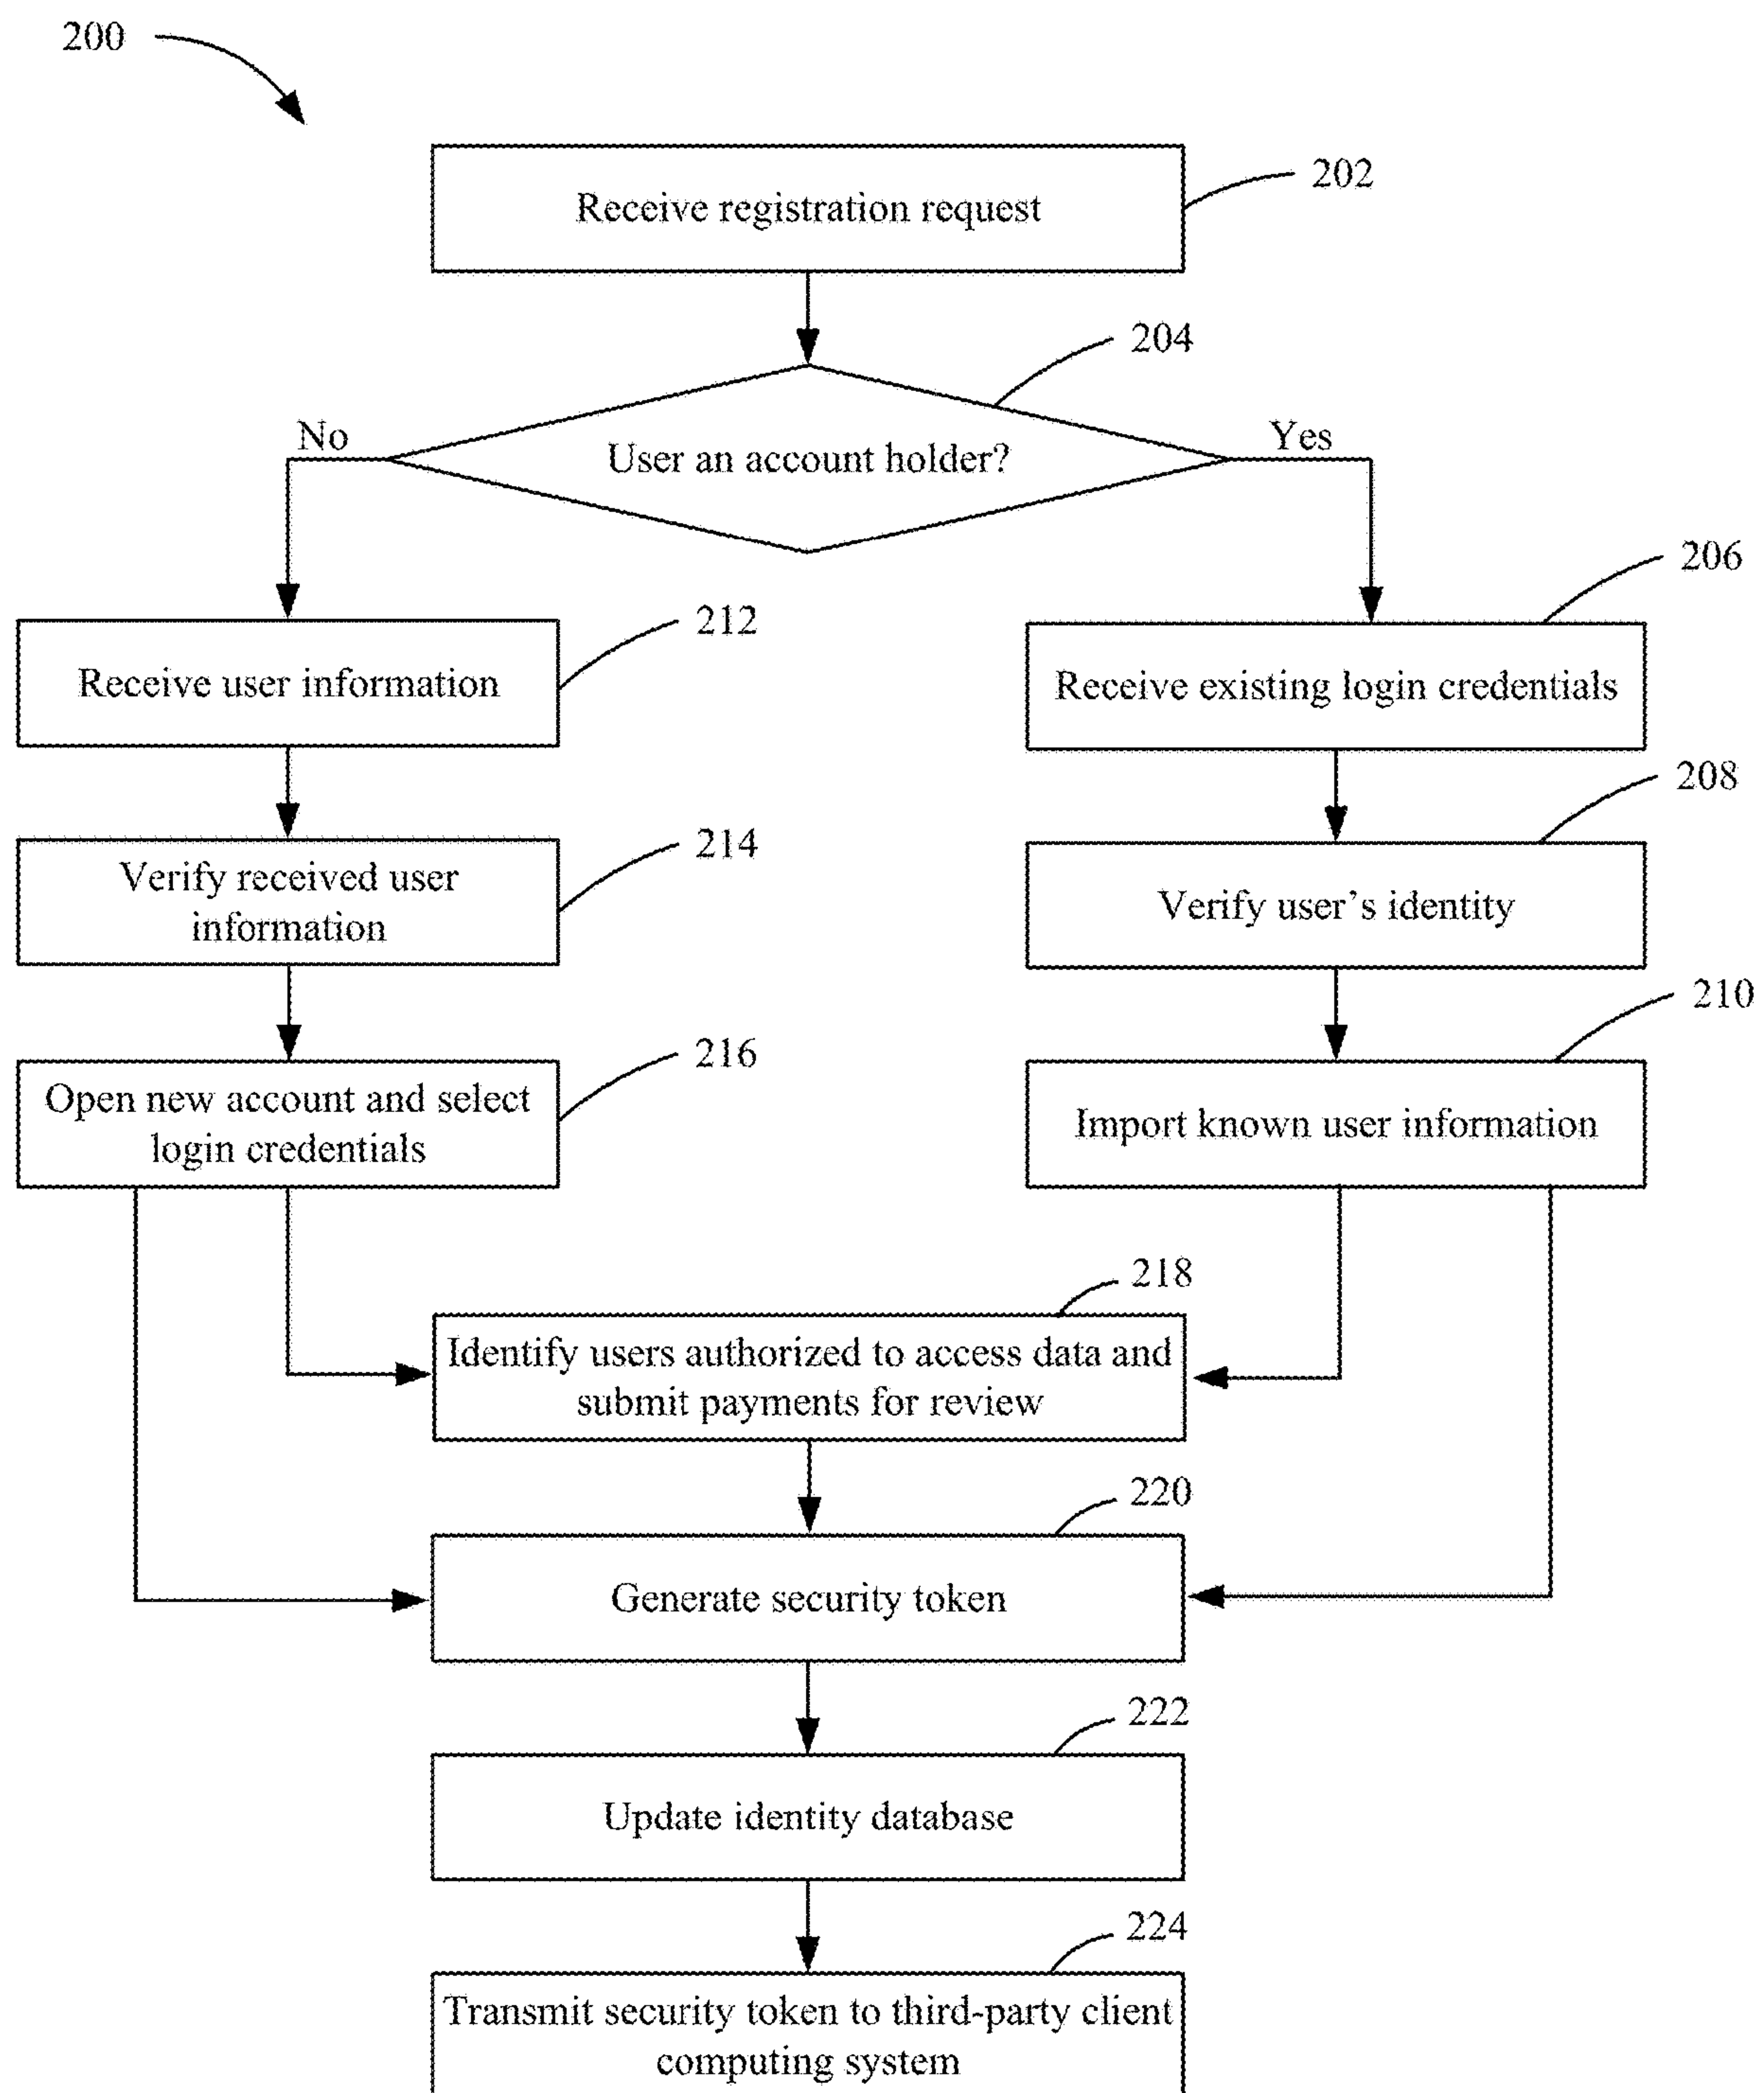 200
Receive registration request
202
204
No
User an account holder?
Yes
206
212
Receive user information
Receive existing login credentials
208
214
Verify received user
information
Verify user’s identity
210
216
Open new account and select
login credentials
Import known user information
218
Identify users authorized to access data and
submit payments for review
220
Generate security token
222
Update identity database
224
Transmit security token to third-party client
computing system